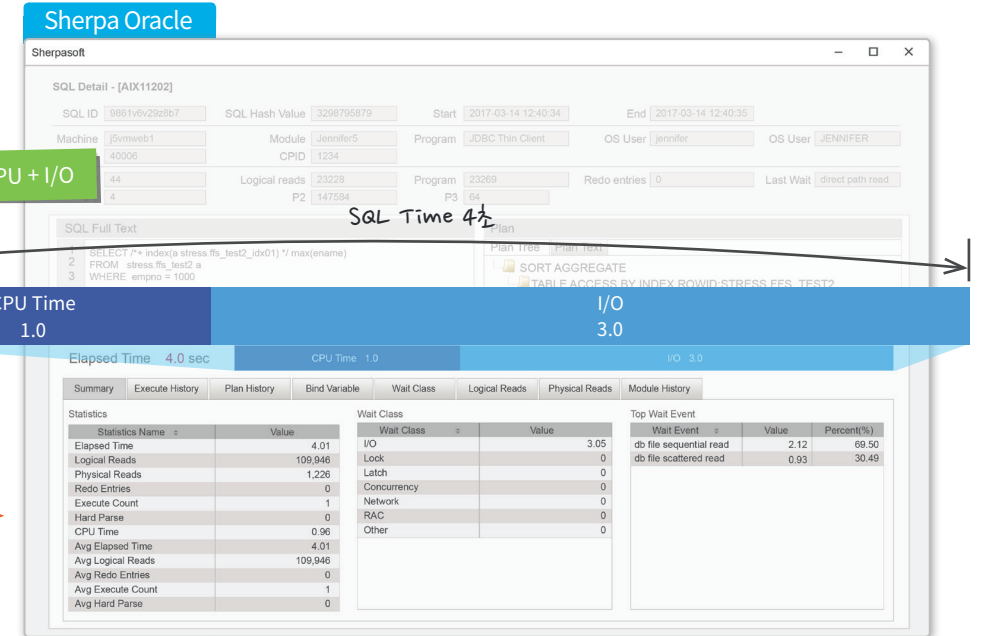 Sherpa Oracle
Sherpasoft
SQL Detail - [AIX11202]
SQL ID 9861v6v29z8b7 SQL Hash Value 3298795879 Start 2017-03-14 12:40:34 End 2017-03-14 12:40:35
Machine j5vmweb1 Module Jennifer5 Program JDBC Thin Client OS User jennifer OS User JENNIFER
40006 CPID 1234
PU + I/O
44 Logical reads 23228 Program 23269 Redo entries 0 Last Wait direct path read
4 P2 147584 P3 64
SQL Time 4초
SQL Full Text
1 SELECT /*+ index(a stress.ffs_test2_idx01) */ max(ename)
2 FROM stress.ffs_test2 a
3 WHERE empno = 1000
Plan
Plan Tree Plan Text
SORT AGGREGATE
TABLE ACCESS BY INDEX ROWID:STRESS.FFS_TEST2
CPU Time
1.0
I/O
3.0
Elapsed Time 4.0 sec CPU Time 1.0 I/O 3.0
Summary Execute History Plan History Bind Variable Wait Class Logical Reads Physical Reads Module History
Statistics
Statistics Name Value
Elapsed Time 4.01
Logical Reads 109,946
Physical Reads 1,226
Redo Entries 0
Execute Count 1
Hard Parse 0
CPU Time 0.96
Avg Elapsed Time 4.01
Avg Logical Reads 109,946
Avg Redo Entries 0
Avg Execute Count 1
Avg Hard Parse 0
Wait Class
Wait Class Value
I/O 3.05
Lock 0
Latch 0
Concurrency 0
Network 0
RAC 0
Other 0
Top Wait Event
Wait Event Value Percent(%)
db file sequential read 2.12 69.50
db file scattered read 0.93 30.49